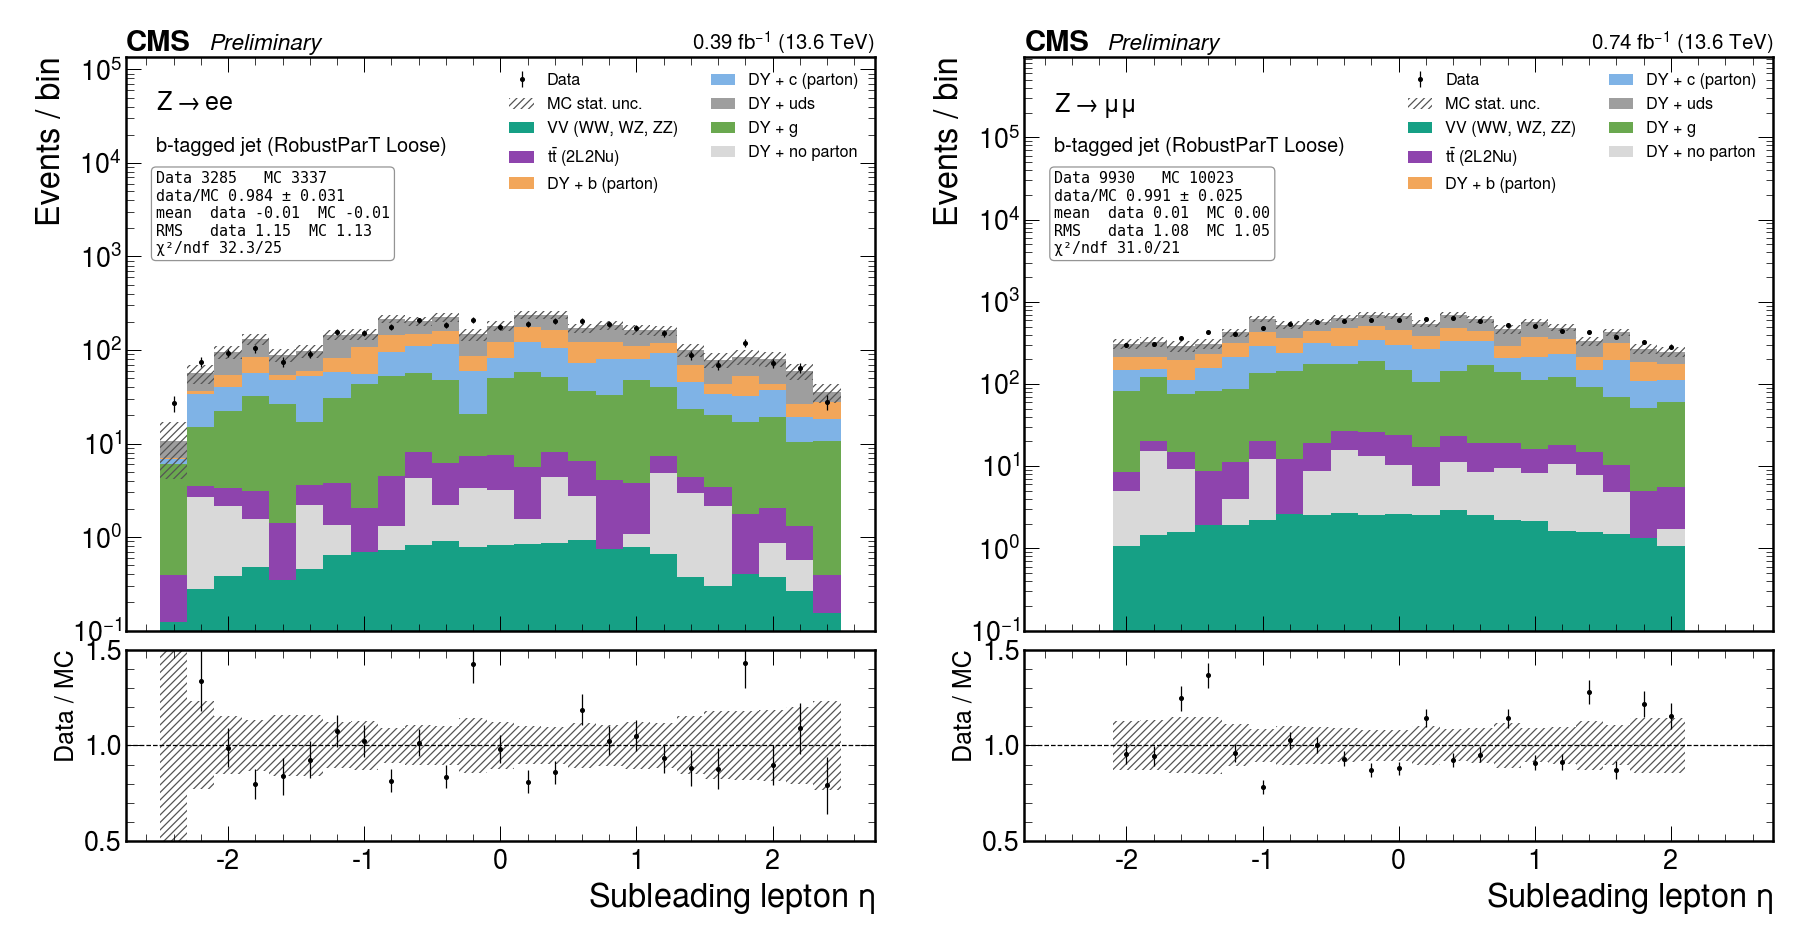 CMS Preliminary 0.39 fb⁻¹ (13.6 TeV)
Events / bin
Z → ee
b-tagged jet (RobustParT Loose)
Data 3285 MC 3337
data/MC 0.984 ± 0.031
mean data -0.01 MC -0.01
RMS data 1.15 MC 1.13
χ²/ndf 32.3/25
Data
MC stat. unc.
VV (WW, WZ, ZZ)
tt̄ (2L2Nu)
DY + b (parton)
DY + c (parton)
DY + uds
DY + g
DY + no parton
10⁵
10⁴
10³
10²
10¹
10⁰
10⁻¹
Data / MC
1.5
1.0
0.5
-2 -1 0 1 2
Subleading lepton η
CMS Preliminary 0.74 fb⁻¹ (13.6 TeV)
Events / bin
Z → μμ
b-tagged jet (RobustParT Loose)
Data 9930 MC 10023
data/MC 0.991 ± 0.025
mean data 0.01 MC 0.00
RMS data 1.08 MC 1.05
χ²/ndf 31.0/21
Data
MC stat. unc.
VV (WW, WZ, ZZ)
tt̄ (2L2Nu)
DY + b (parton)
DY + c (parton)
DY + uds
DY + g
DY + no parton
10⁵
10⁴
10³
10²
10¹
10⁰
10⁻¹
Data / MC
1.5
1.0
0.5
-2 -1 0 1 2
Subleading lepton η